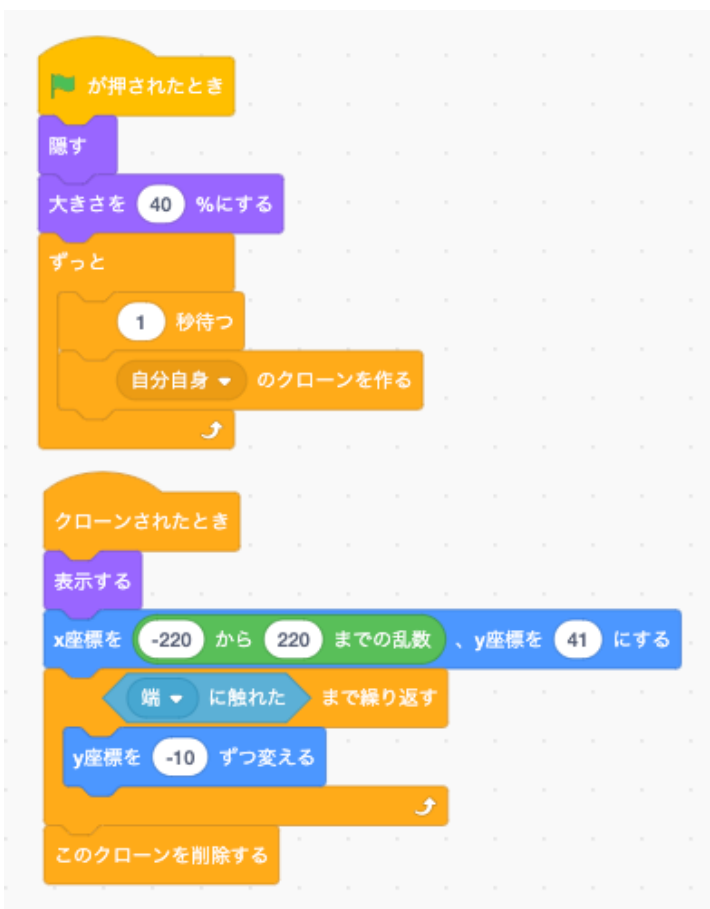 が押されたとき
隠す
大きさを 40 %にする
ずっと
1 秒待つ
自分自身 のクローンを作る
クローンされたとき
表示する
x座標を -220 から 220 までの乱数 、y座標を 41 にする
端 に触れた まで繰り返す
y座標を -10 ずつ変える
このクローンを削除する